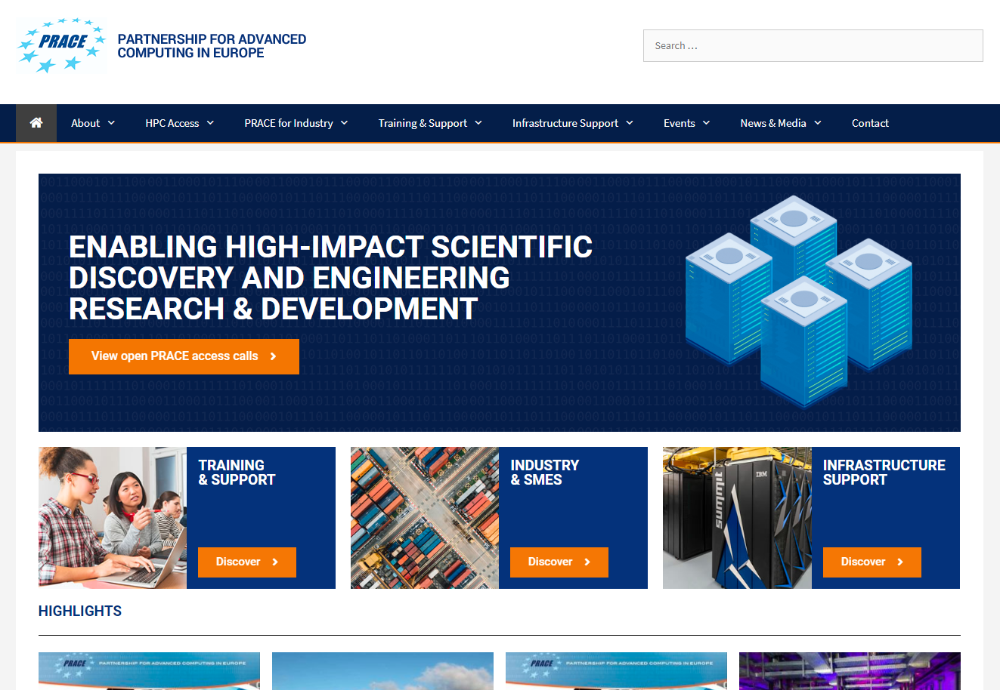 PRACE
PARTNERSHIP FOR ADVANCED
COMPUTING IN EUROPE
Search …
About
HPC Access
PRACE for Industry
Training & Support
Infrastructure Support
Events
News & Media
Contact
ENABLING HIGH-IMPACT SCIENTIFIC
DISCOVERY AND ENGINEERING
RESEARCH & DEVELOPMENT
View open PRACE access calls
TRAINING
& SUPPORT
Discover
INDUSTRY
& SMES
Discover
summit
IBM
INFRASTRUCTURE
SUPPORT
Discover
HIGHLIGHTS
PRACE
PARTNERSHIP FOR ADVANCED COMPUTING IN EUROPE
PRACE
PARTNERSHIP FOR ADVANCED COMPUTING IN EUROPE